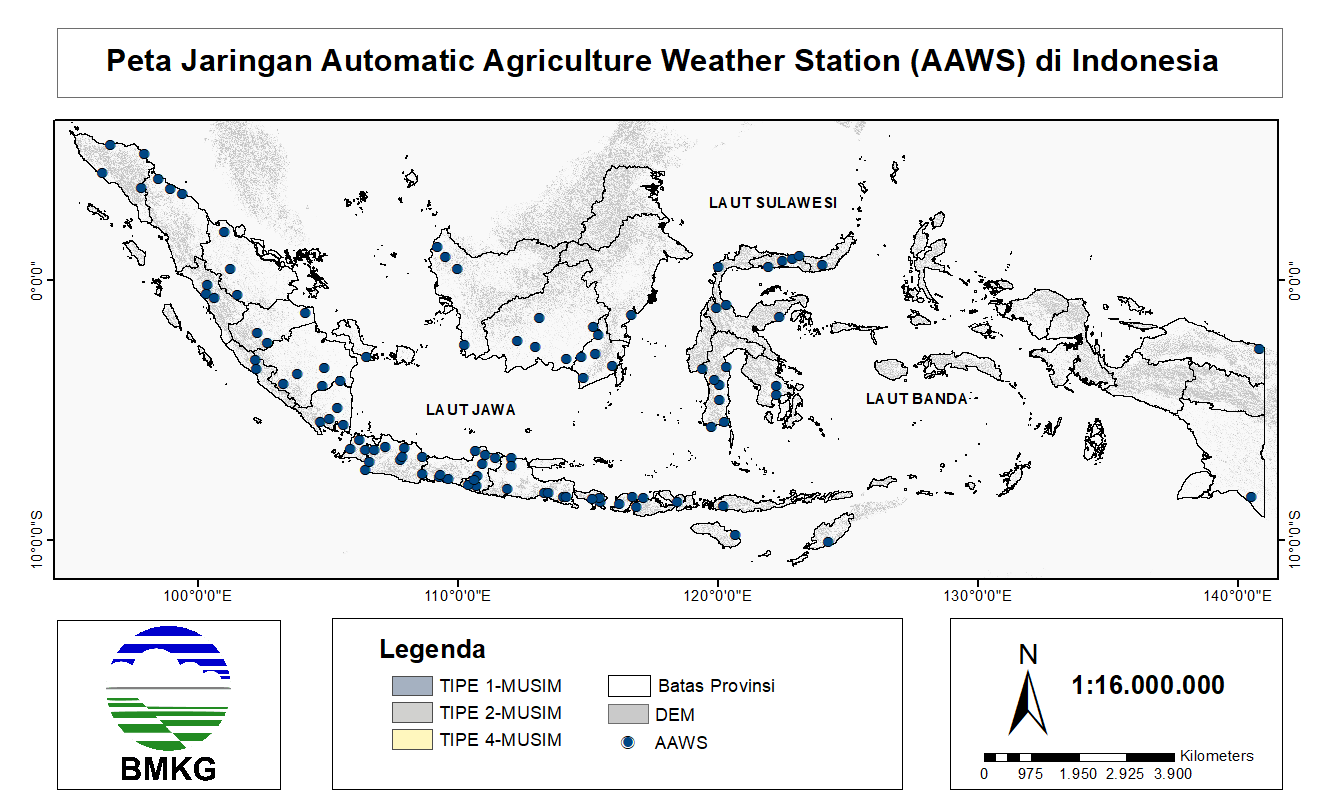 Peta Jaringan Automatic Agriculture Weather Station (AAWS) di Indonesia
LAUT SULAWESI
0°0'0"
0°0'0"
LAUT BANDA
LAUT JAWA
10°0'0"S
10°0'0"S
100°0'0"E
110°0'0"E
120°0'0"E
130°0'0"E
140°0'0"E
BMKG
Legenda
TIPE 1-MUSIM
TIPE 2-MUSIM
TIPE 4-MUSIM
Batas Provinsi
DEM
AAWS
N
1:16.000.000
Kilometers
0 975 1.950 2.925 3.900